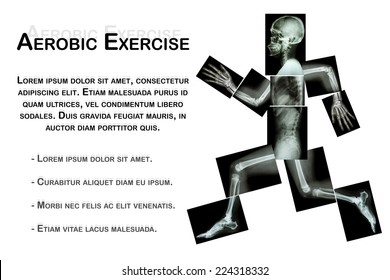 Aerobic Exercise
Aerobic Exercise
Lorem ipsum dolor sit amet, consectetur
adipiscing elit. Etiam malesuada purus id
quam ultrices, vel condimentum libero
sodales. Duis gravida feugiat mauris, in
auctor diam porttitor quis.
- Lorem ipsum dolor sit amet.
- Curabitur aliquet diam eu ipsum.
- Morbi nec felis ac elit venenatis.
- Etiam vitae lacus malesuada.
shutterstock.com · 224318332